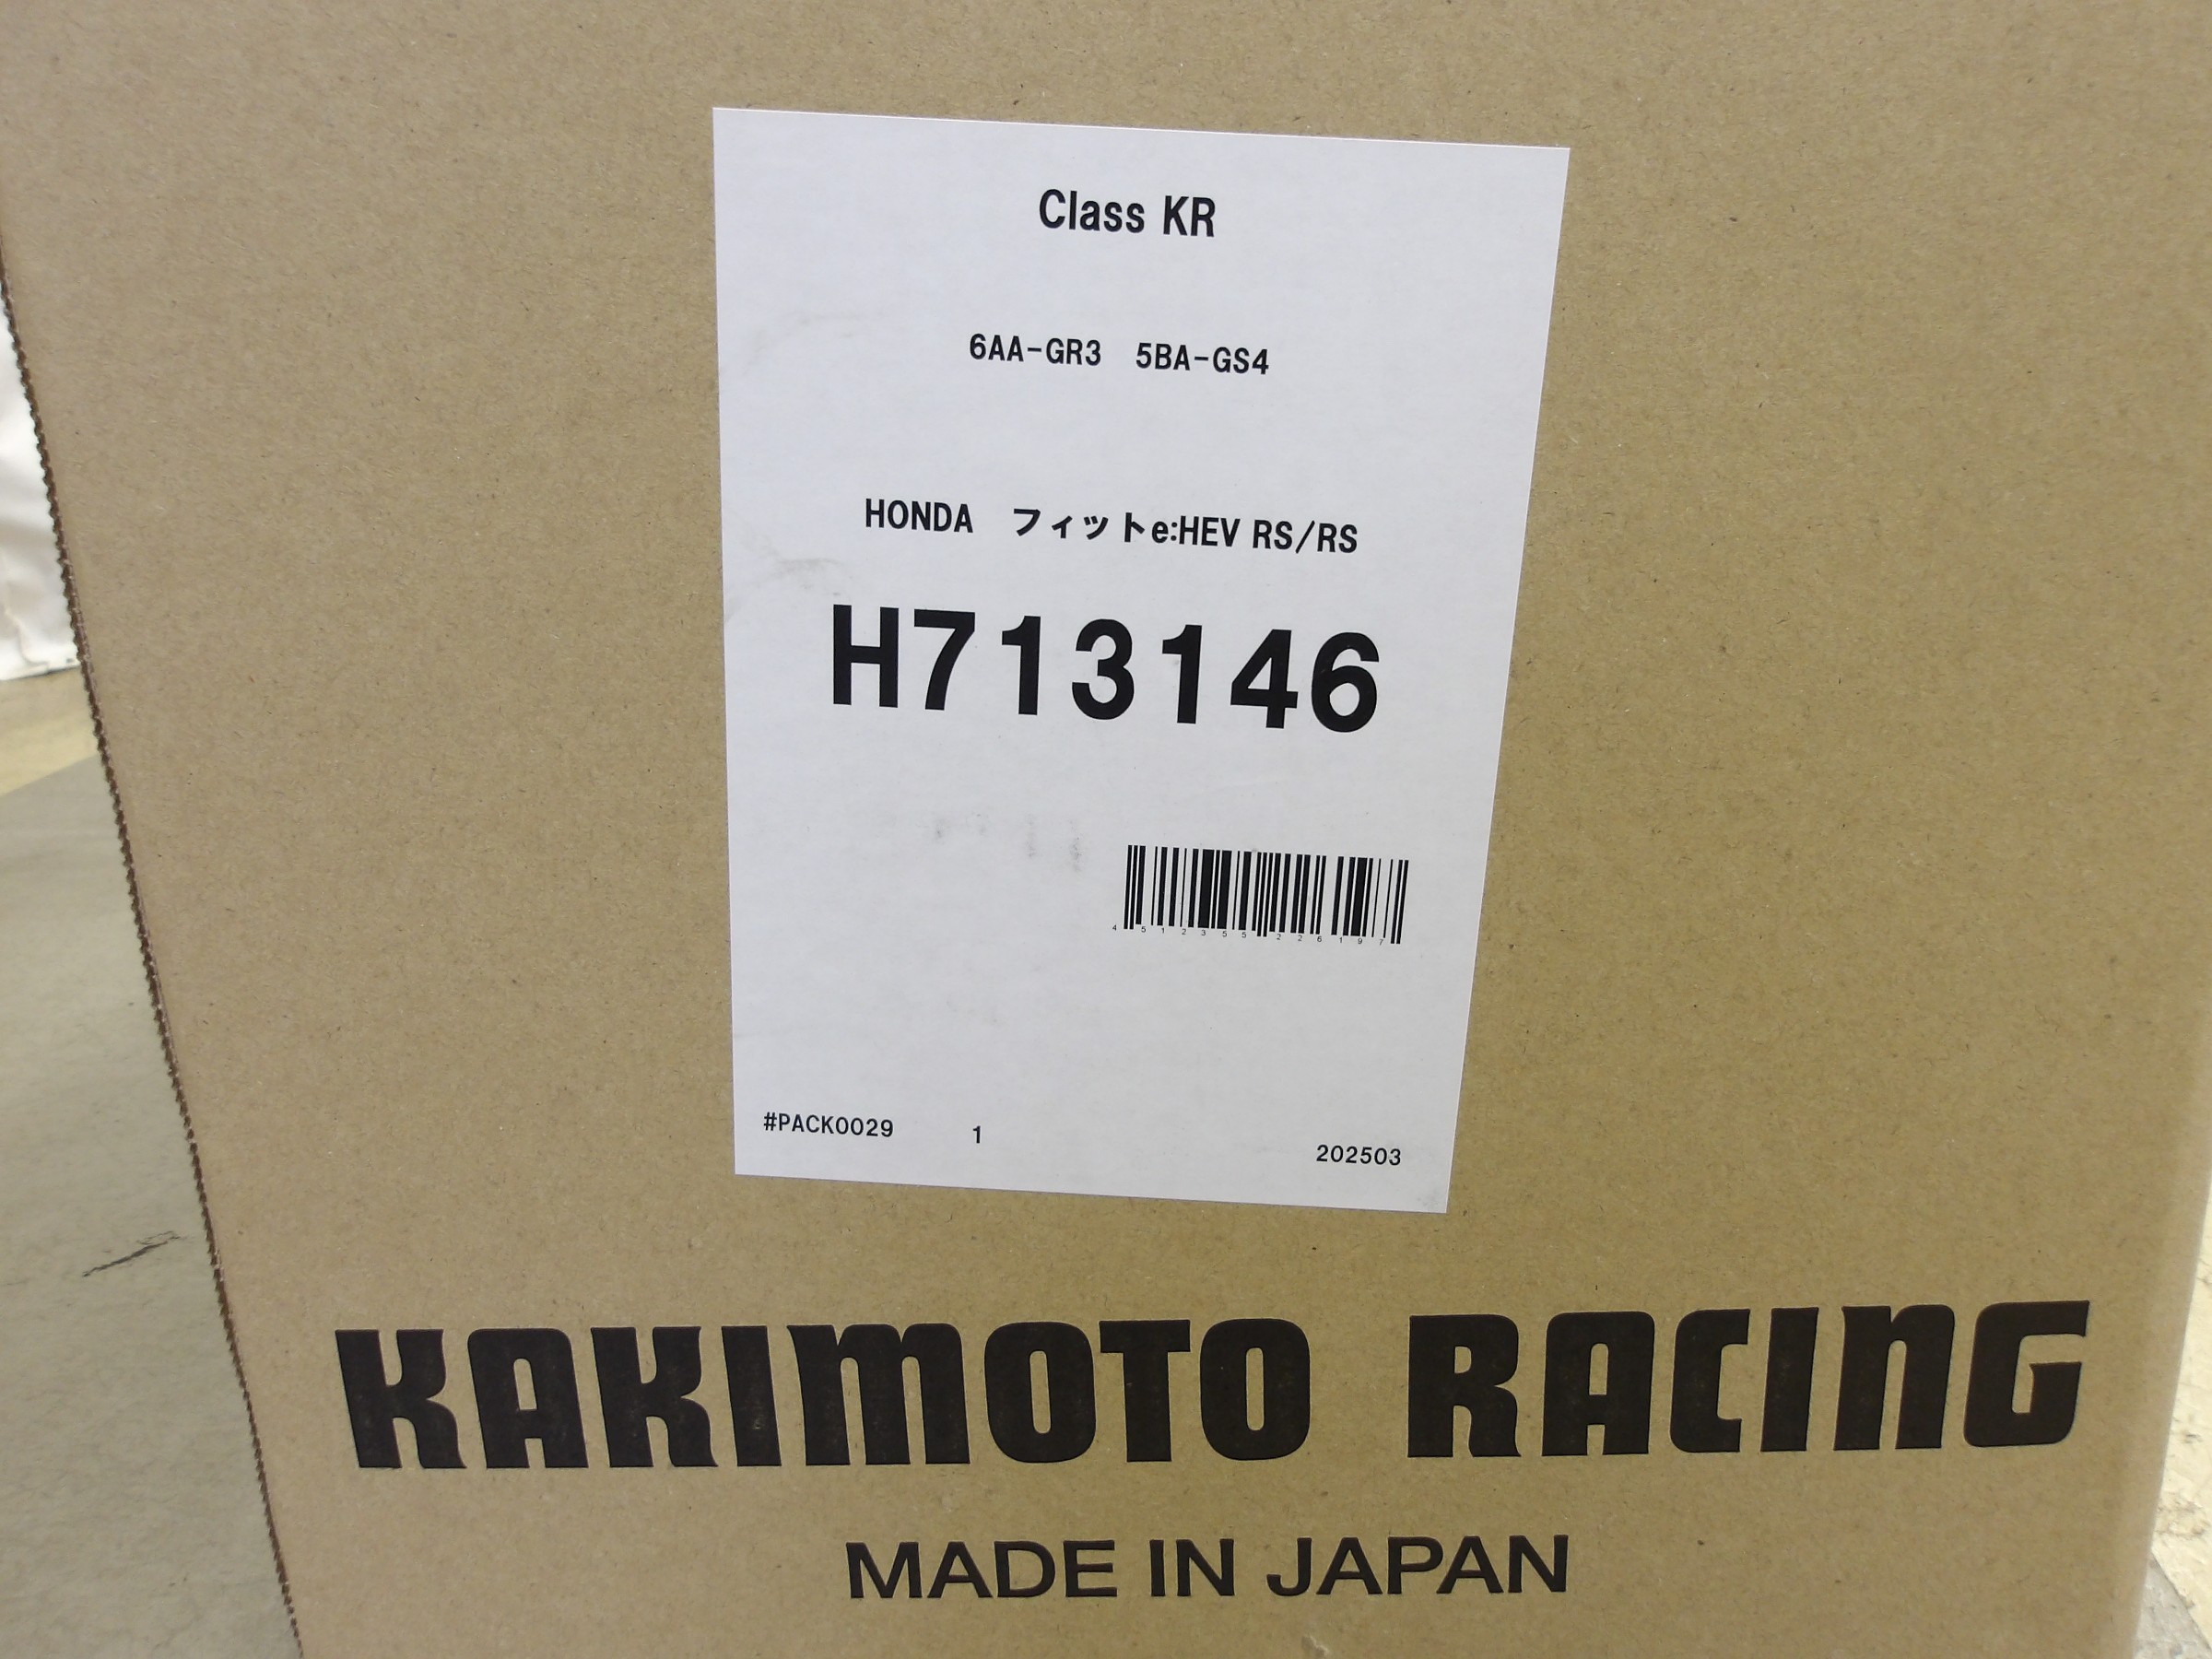 Class KR
6AA-GR3 5BA-GS4
HONDA フィットe:HEV RS/RS
H713146
4512355226197
#PACK0029 1 202503
KAKIMOTO RACING
MADE IN JAPAN